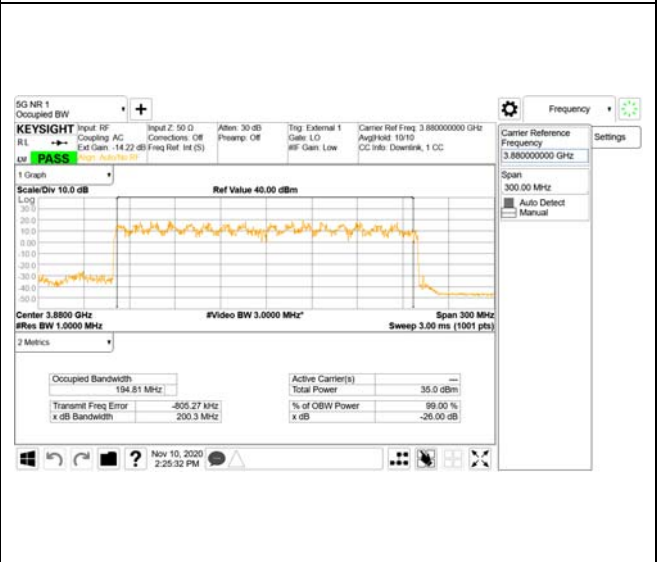 5G NR 1
Occupied BW
Frequency
KEYSIGHT
Input: RF
Input Z: 50 Ω
Atten: 30 dB
Trig: External 1
Carrier Ref Freq: 3.880000000 GHz
RL
Coupling: AC
Corrections: Off
Preamp: Off
Gate: LO
Avg|Hold: 10/10
Ext Gain: -14.22 dB
Freq Ref: Int (S)
#IF Gain: Low
CC Info: Downlink, 1 CC
PASS
Align: Auto/No RF
Carrier Reference
Frequency
3.880000000 GHz
Settings
Span
300.00 MHz
Auto Detect
Manual
1 Graph
Scale/Div 10.0 dB
Ref Value 40.00 dBm
Log
30.0
20.0
10.0
0.00
-10.0
-20.0
-30.0
-40.0
-50.0
Center 3.8800 GHz
#Video BW 3.0000 MHz*
Span 300 MHz
#Res BW 1.0000 MHz
Sweep 3.00 ms (1001 pts)
2 Metrics
Occupied Bandwidth
194.81 MHz
Active Carrier(s)
---
Total Power
35.0 dBm
Transmit Freq Error
-805.27 kHz
% of OBW Power
99.00 %
x dB Bandwidth
200.3 MHz
x dB
-26.00 dB
?
Nov 10, 2020
2:25:32 PM